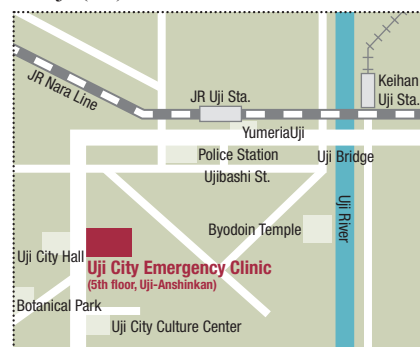 JR Nara Line
JR Uji Sta.
Keihan
Uji Sta.
YumeriaUji
Police Station
Uji Bridge
Ujibashi St.
Uji River
Byodoin Temple
Uji City Hall
Uji City Emergency Clinic
(5th floor, Uji-Anshinkan)
Botanical Park
Uji City Culture Center